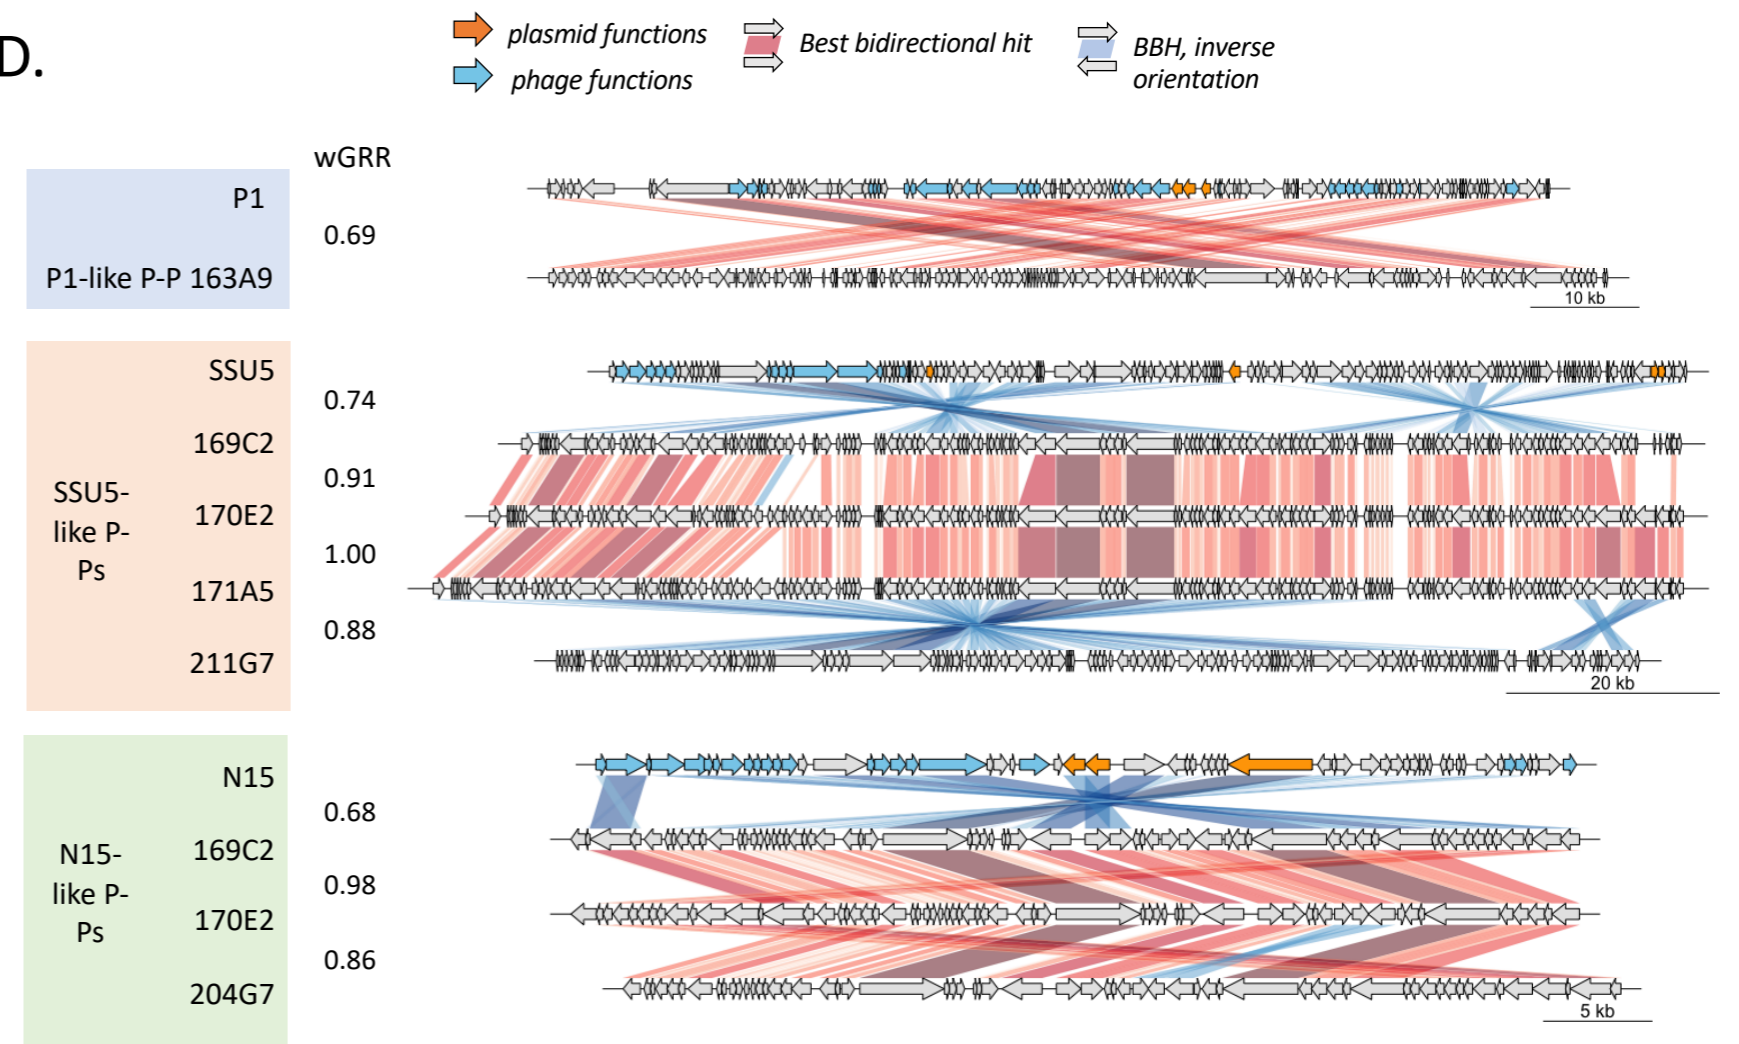 D.
plasmid functions
phage functions
Best bidirectional hit
BBH, inverse
orientation
wGRR
P1
0.69
P1-like P-P 163A9
10 kb
SSU5
0.74
169C2
0.91
SSU5-
like P-
Ps
170E2
1.00
171A5
0.88
211G7
20 kb
N15
0.68
N15-
like P-
Ps
169C2
0.98
170E2
0.86
204G7
5 kb